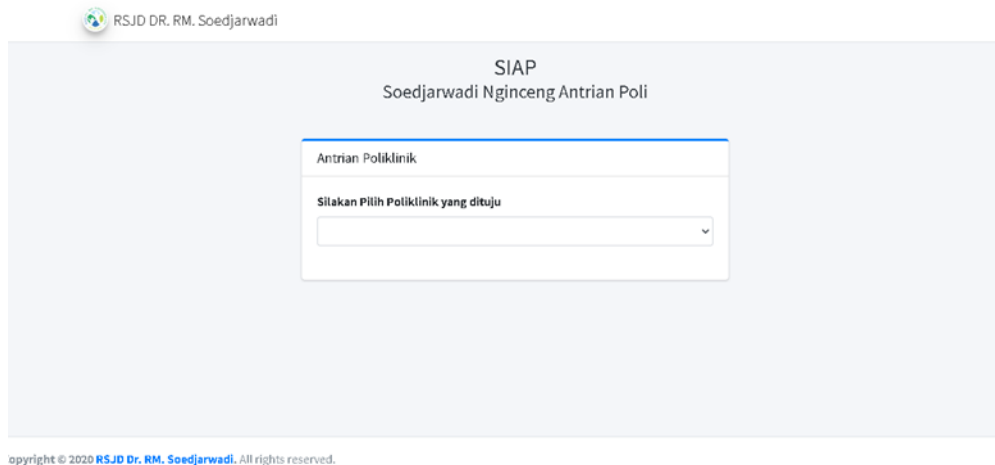 RSJD DR. RM. Soedjarwadi
SIAP
Soedjarwadi Nginceng Antrian Poli
Antrian Poliklinik
Silakan Pilih Poliklinik yang dituju
opyright © 2020 RSJD Dr. RM. Soedjarwadi. All rights reserved.